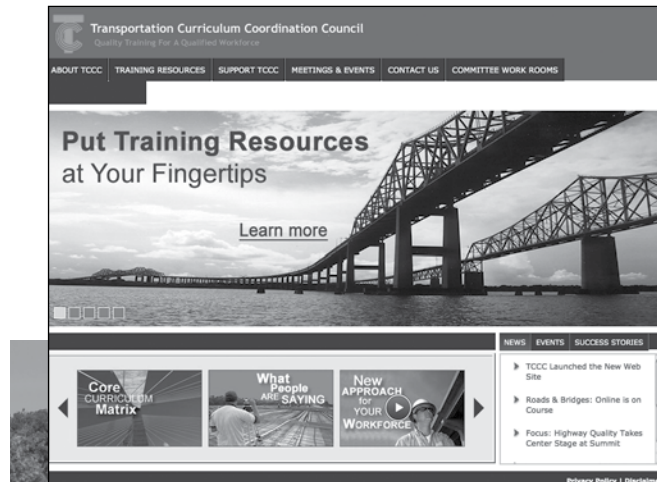 Transportation Curriculum Coordination Council
Quality Training For A Qualified Workforce
ABOUT TCCC TRAINING RESOURCES SUPPORT TCCC MEETINGS & EVENTS CONTACT US COMMITTEE WORK ROOMS
Put Training Resources
at Your Fingertips
Learn more
NEWS EVENTS SUCCESS STORIES
Core
CURRICULUM
Matrix
What
People
ARE SAYING
New
APPROACH
for
YOUR
WORKFORCE
TCCC Launched the New Web
Site
Roads & Bridges: Online is on
Course
Focus: Highway Quality Takes
Center Stage at Summit
Privacy Policy | Disclaime